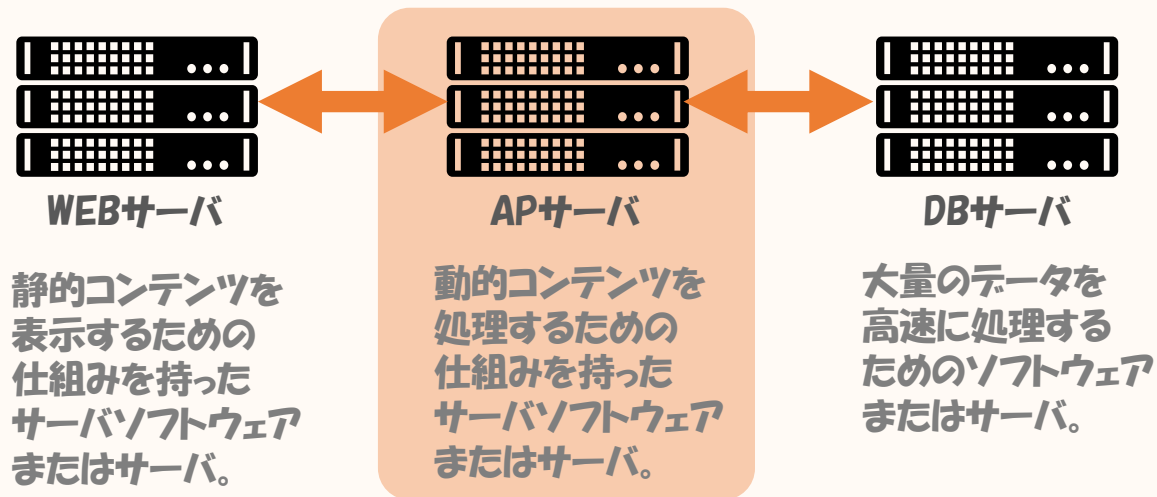 WEBサーバ
静的コンテンツを
表示するための
仕組みを持った
サーバソフトウェア
またはサーバ。
APサーバ
動的コンテンツを
処理するための
仕組みを持った
サーバソフトウェア
またはサーバ。
DBサーバ
大量のデータを
高速に処理する
ためのソフトウェア
またはサーバ。